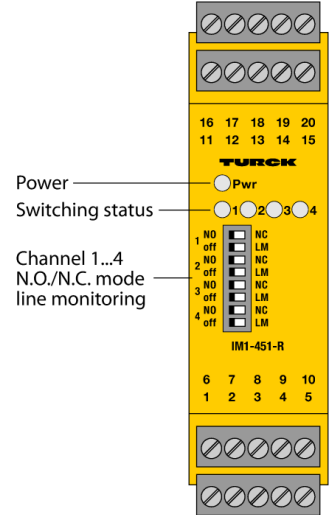 16 17 18 19 20
11 12 13 14 15
TURCK
Power
Pwr
Switching status
1 2 3 4
Channel 1...4
N.O./N.C. mode
line monitoring
1 NO NC
off LM
2 NO NC
off LM
3 NO NC
off LM
4 NO NC
off LM
IM1-451-R
6 7 8 9 10
1 2 3 4 5